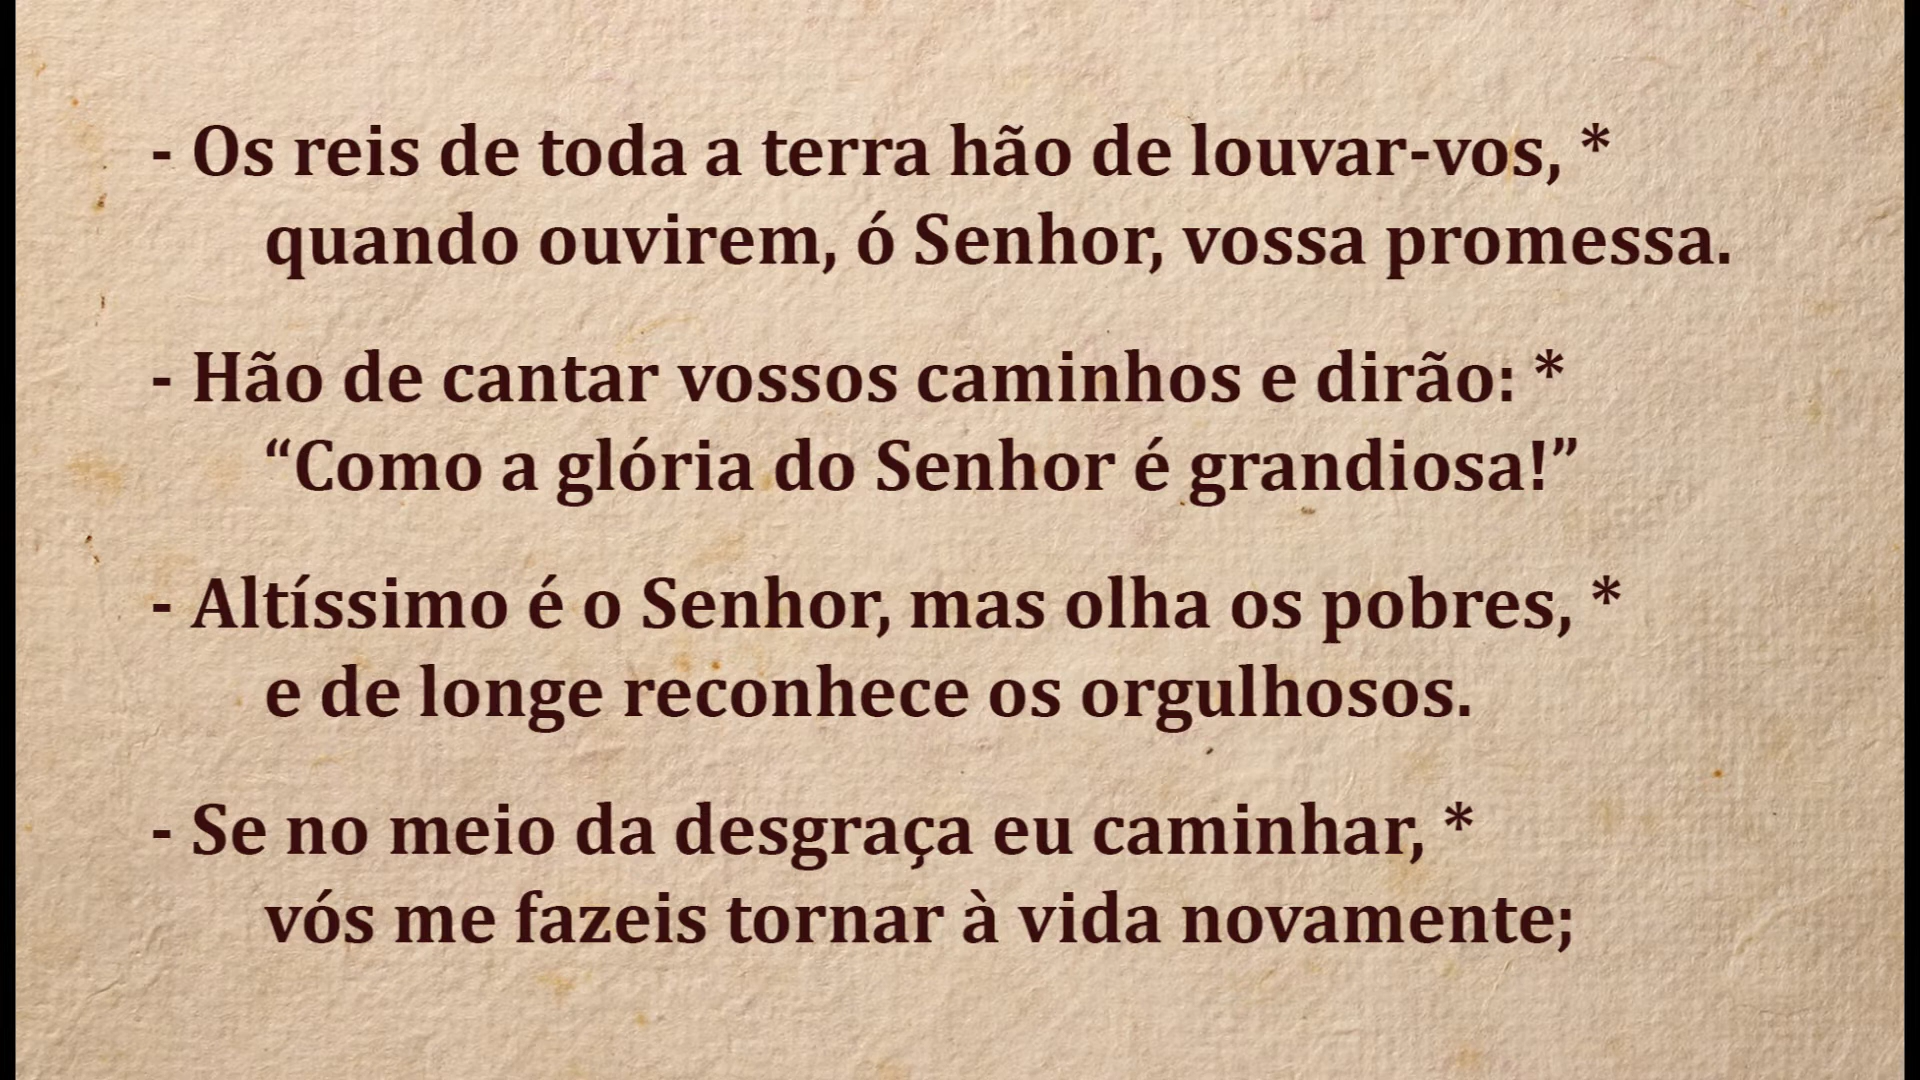 - Os reis de toda a terra hão de louvar-vos, *
quando ouvirem, ó Senhor, vossa promessa.
- Hão de cantar vossos caminhos e dirão: *
“Como a glória do Senhor é grandiosa!”
- Altíssimo é o Senhor, mas olha os pobres, *
e de longe reconhece os orgulhosos.
- Se no meio da desgraça eu caminhar, *
vós me fazeis tornar à vida novamente;